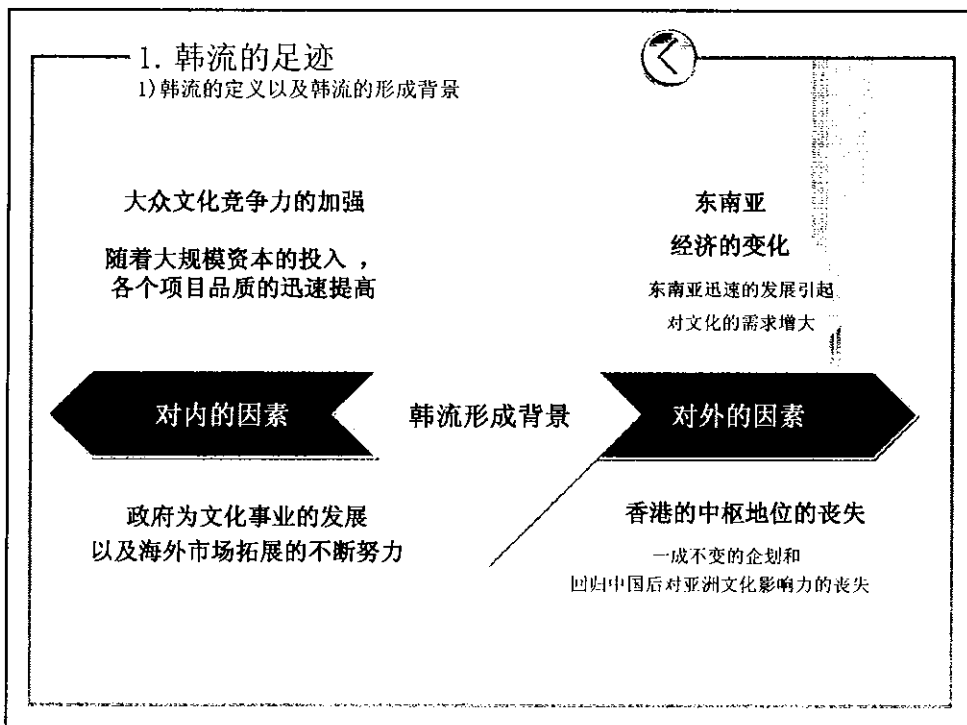 1. 韩流的足迹
1)韩流的定义以及韩流的形成背景
大众文化竞争力的加强
随着大规模资本的投入，
各个项目品质的迅速提高
东南亚
经济的变化
东南亚迅速的发展引起
对文化的需求增大
对内的因素
韩流形成背景
对外的因素
政府为文化事业的发展
以及海外市场拓展的不断努力
香港的中枢地位的丧失
一成不变的企划和
回归中国后对亚洲文化影响力的丧失